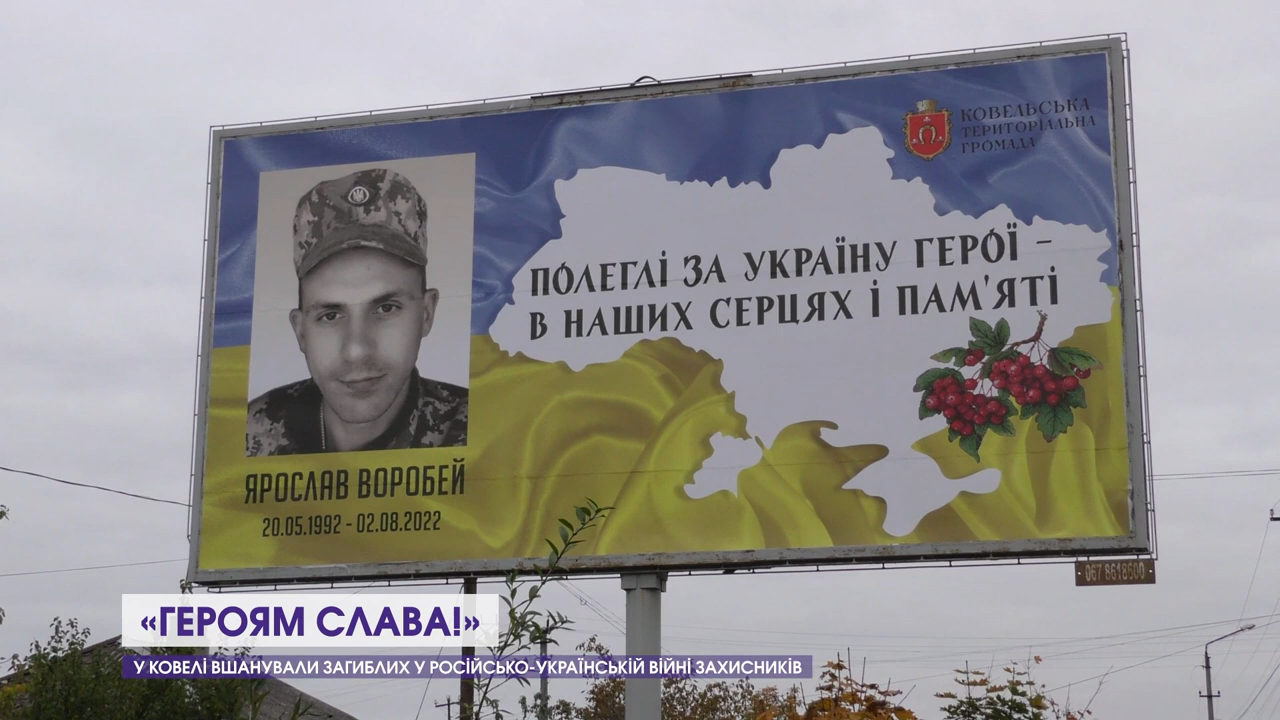 КОВЕЛЬСЬКА
ТЕРИТОРІАЛЬНА
ГРОМАДА
ПОЛЕГЛІ ЗА УКРАЇНУ ГЕРОЇ –
В НАШИХ СЕРЦЯХ І ПАМ'ЯТІ
ЯРОСЛАВ ВОРОБЕЙ
20.05.1992 - 02.08.2022
067 8618500
«ГЕРОЯМ СЛАВА!»
У КОВЕЛІ ВШАНУВАЛИ ЗАГИБЛИХ У РОСІЙСЬКО-УКРАЇНСЬКІЙ ВІЙНІ ЗАХИСНИКІВ